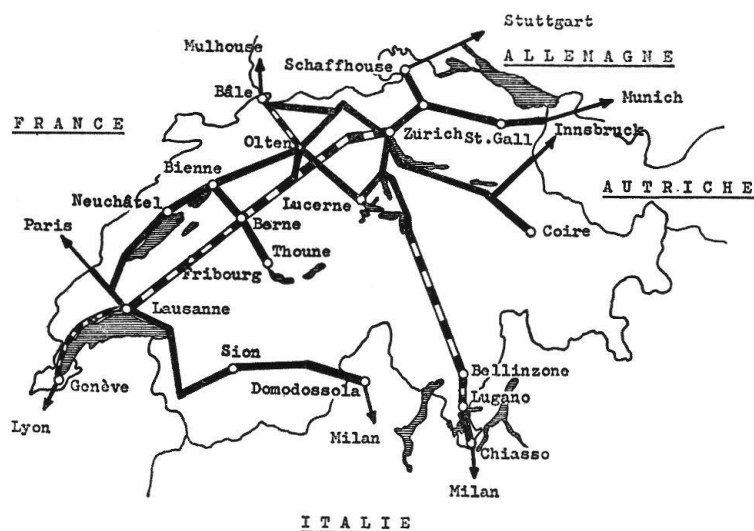 Stuttgart
Mulhouse
Schaffhouse
ALLEMAGNE
Bâle
Munich
FRANCE
Zürich
St.Gall
Innsbruck
Olten
Bienne
AUTRICHE
Neuchâtel
Lucerne
Paris
Berne
Coire
Thoune
Fribourg
Lausanne
Sion
Bellinzone
Genève
Domodossola
Lugano
Lyon
Milan
Chiasso
Milan
ITALIE